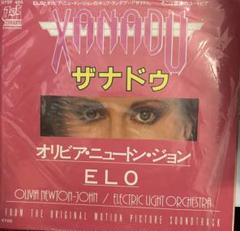 XANADU
ザナドゥ
オリビア・ニュートン・ジョン
ELO
OLIVIA NEWTON-JOHN / ELECTRIC LIGHT ORCHESTRA
FROM THE ORIGINAL MOTION PICTURE SOUNDTRACK